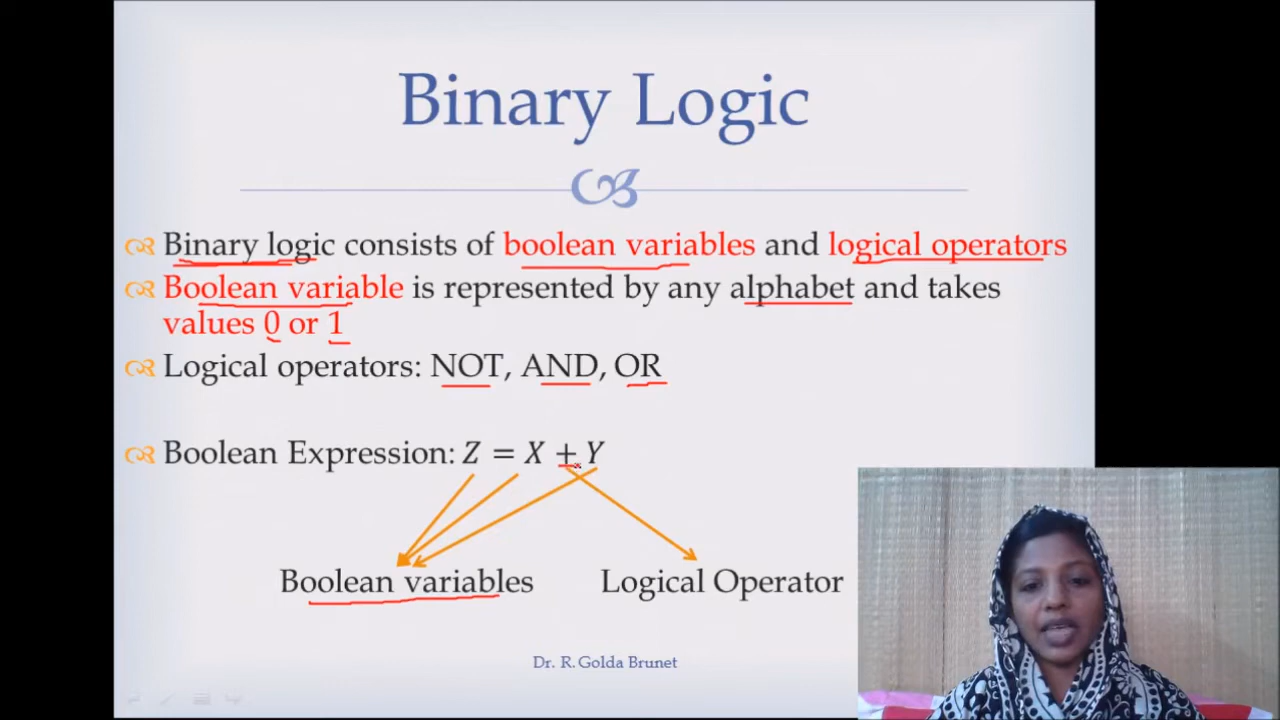 Binary Logic
Binary logic consists of boolean variables and logical operators
Boolean variable is represented by any alphabet and takes
values 0 or 1
Logical operators: NOT, AND, OR
Boolean Expression: Z = X + Y
Boolean variables Logical Operator
Dr. R. Golda Brunet